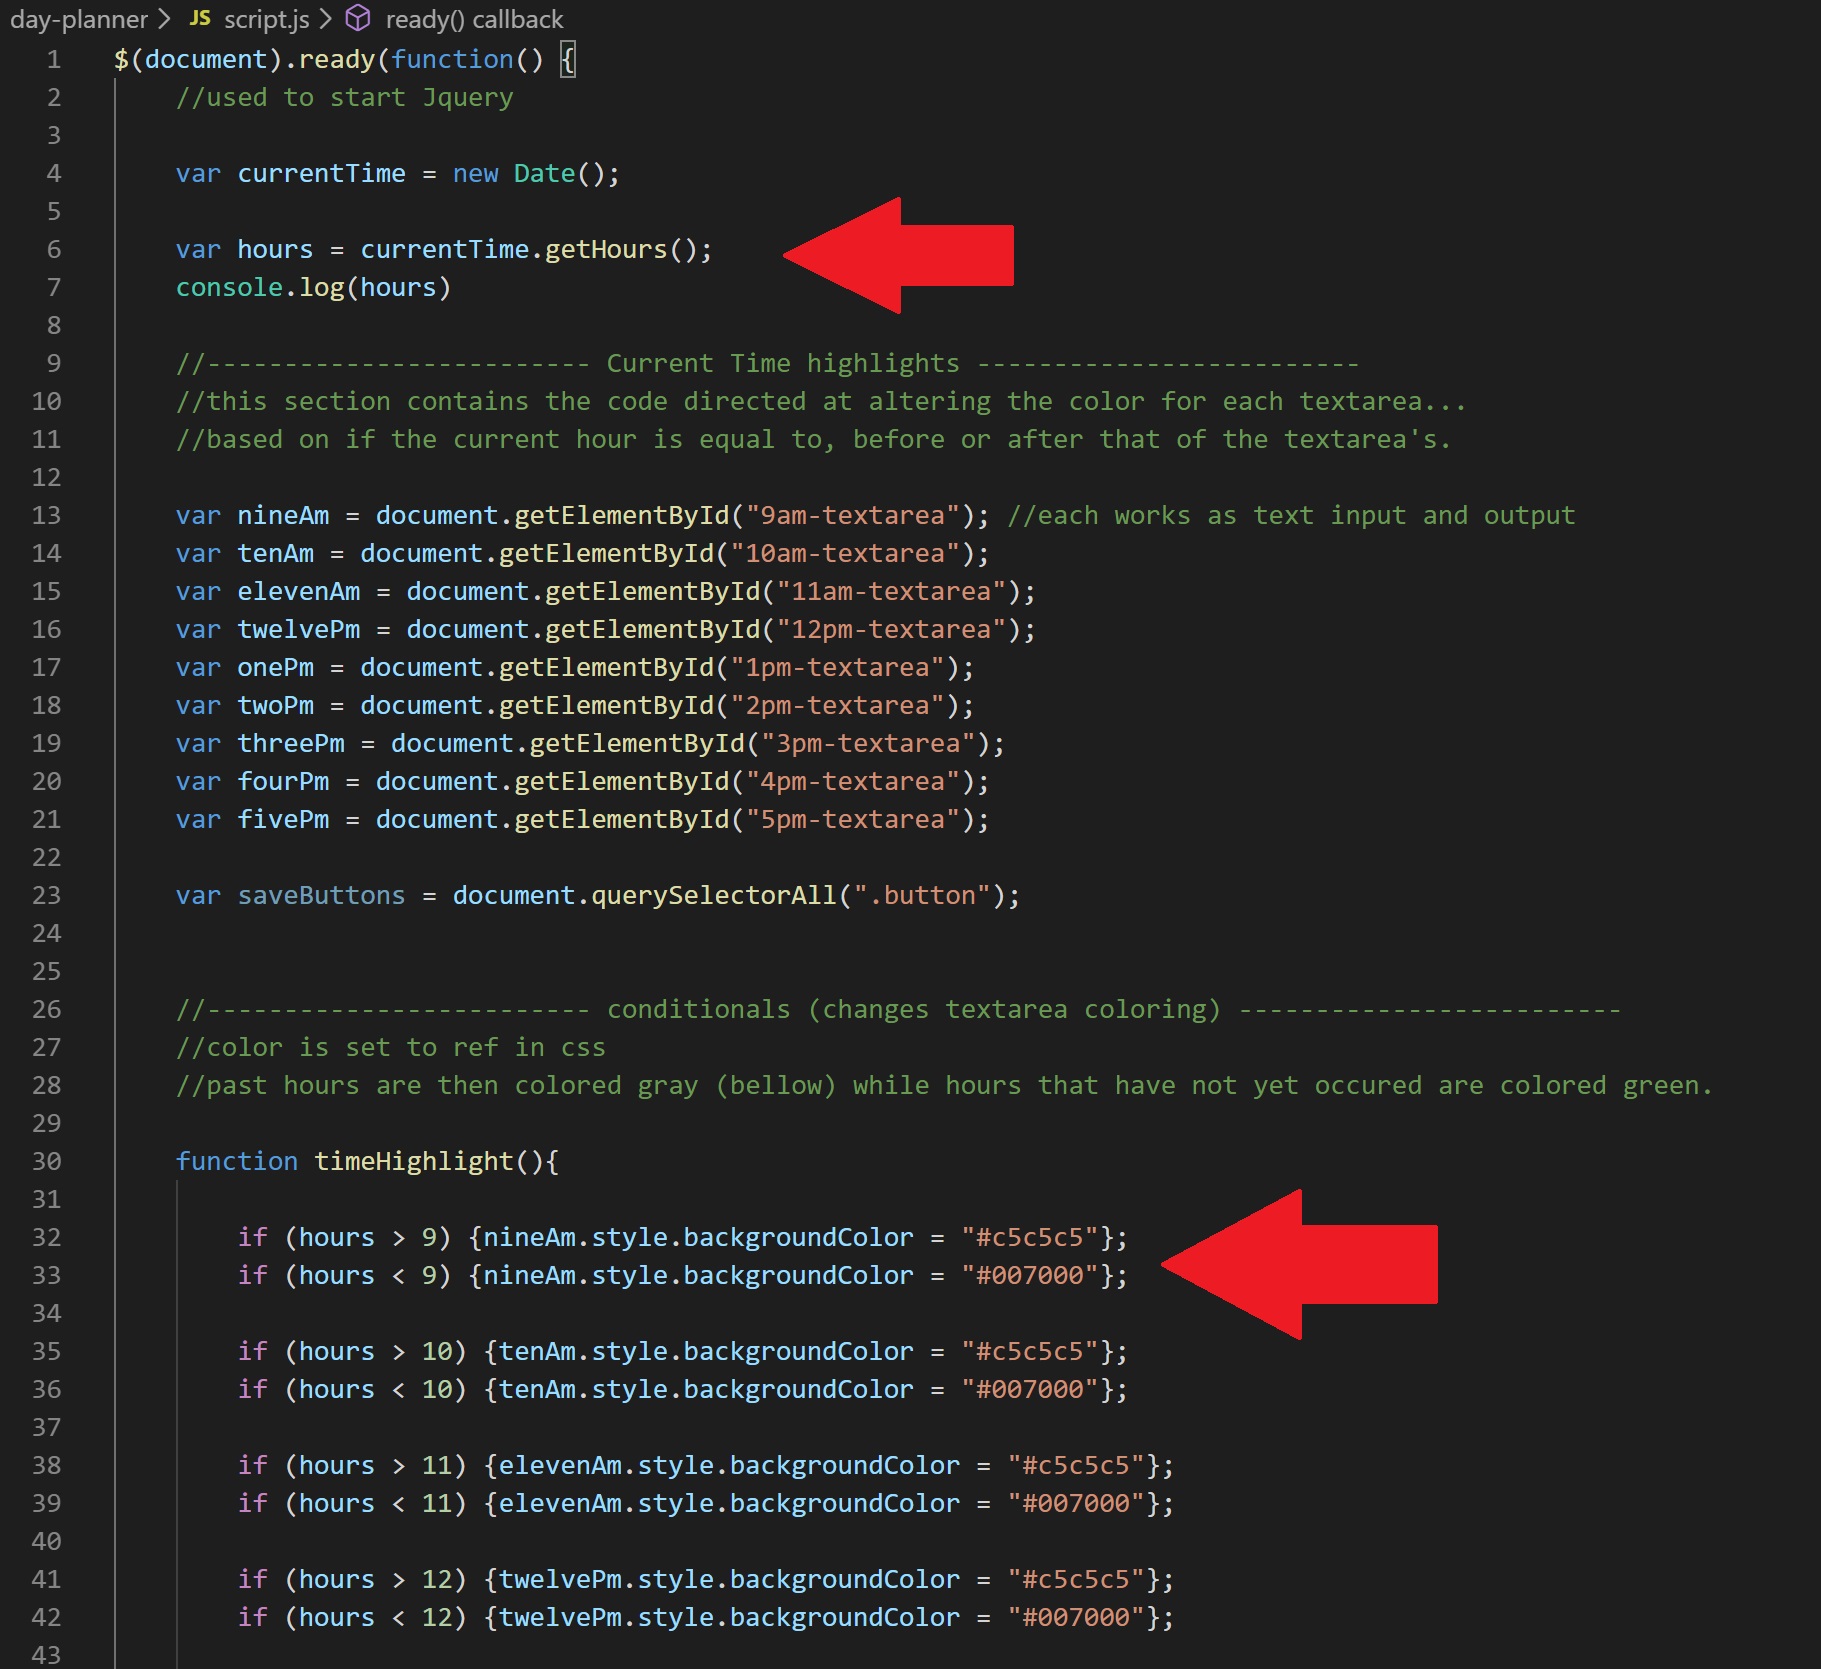 day-planner > JS script.js > ready() callback
1 $(document).ready(function() {
2 //used to start Jquery
3
4 var currentTime = new Date();
5
6 var hours = currentTime.getHours();
7 console.log(hours)
8
9 //------------------------- Current Time highlights -------------------------
10 //this section contains the code directed at altering the color for each textarea...
11 //based on if the current hour is equal to, before or after that of the textarea's.
12
13 var nineAm = document.getElementById("9am-textarea"); //each works as text input and output
14 var tenAm = document.getElementById("10am-textarea");
15 var elevenAm = document.getElementById("11am-textarea");
16 var twelvePm = document.getElementById("12pm-textarea");
17 var onePm = document.getElementById("1pm-textarea");
18 var twoPm = document.getElementById("2pm-textarea");
19 var threePm = document.getElementById("3pm-textarea");
20 var fourPm = document.getElementById("4pm-textarea");
21 var fivePm = document.getElementById("5pm-textarea");
22
23 var saveButtons = document.querySelectorAll(".button");
24
25
26 //------------------------- conditionals (changes textarea coloring) -------------------------
27 //color is set to ref in css
28 //past hours are then colored gray (bellow) while hours that have not yet occured are colored green.
29
30 function timeHighlight(){
31
32 if (hours > 9) {nineAm.style.backgroundColor = "#c5c5c5"};
33 if (hours < 9) {nineAm.style.backgroundColor = "#007000"};
34
35 if (hours > 10) {tenAm.style.backgroundColor = "#c5c5c5"};
36 if (hours < 10) {tenAm.style.backgroundColor = "#007000"};
37
38 if (hours > 11) {elevenAm.style.backgroundColor = "#c5c5c5"};
39 if (hours < 11) {elevenAm.style.backgroundColor = "#007000"};
40
41 if (hours > 12) {twelvePm.style.backgroundColor = "#c5c5c5"};
42 if (hours < 12) {twelvePm.style.backgroundColor = "#007000"};
43